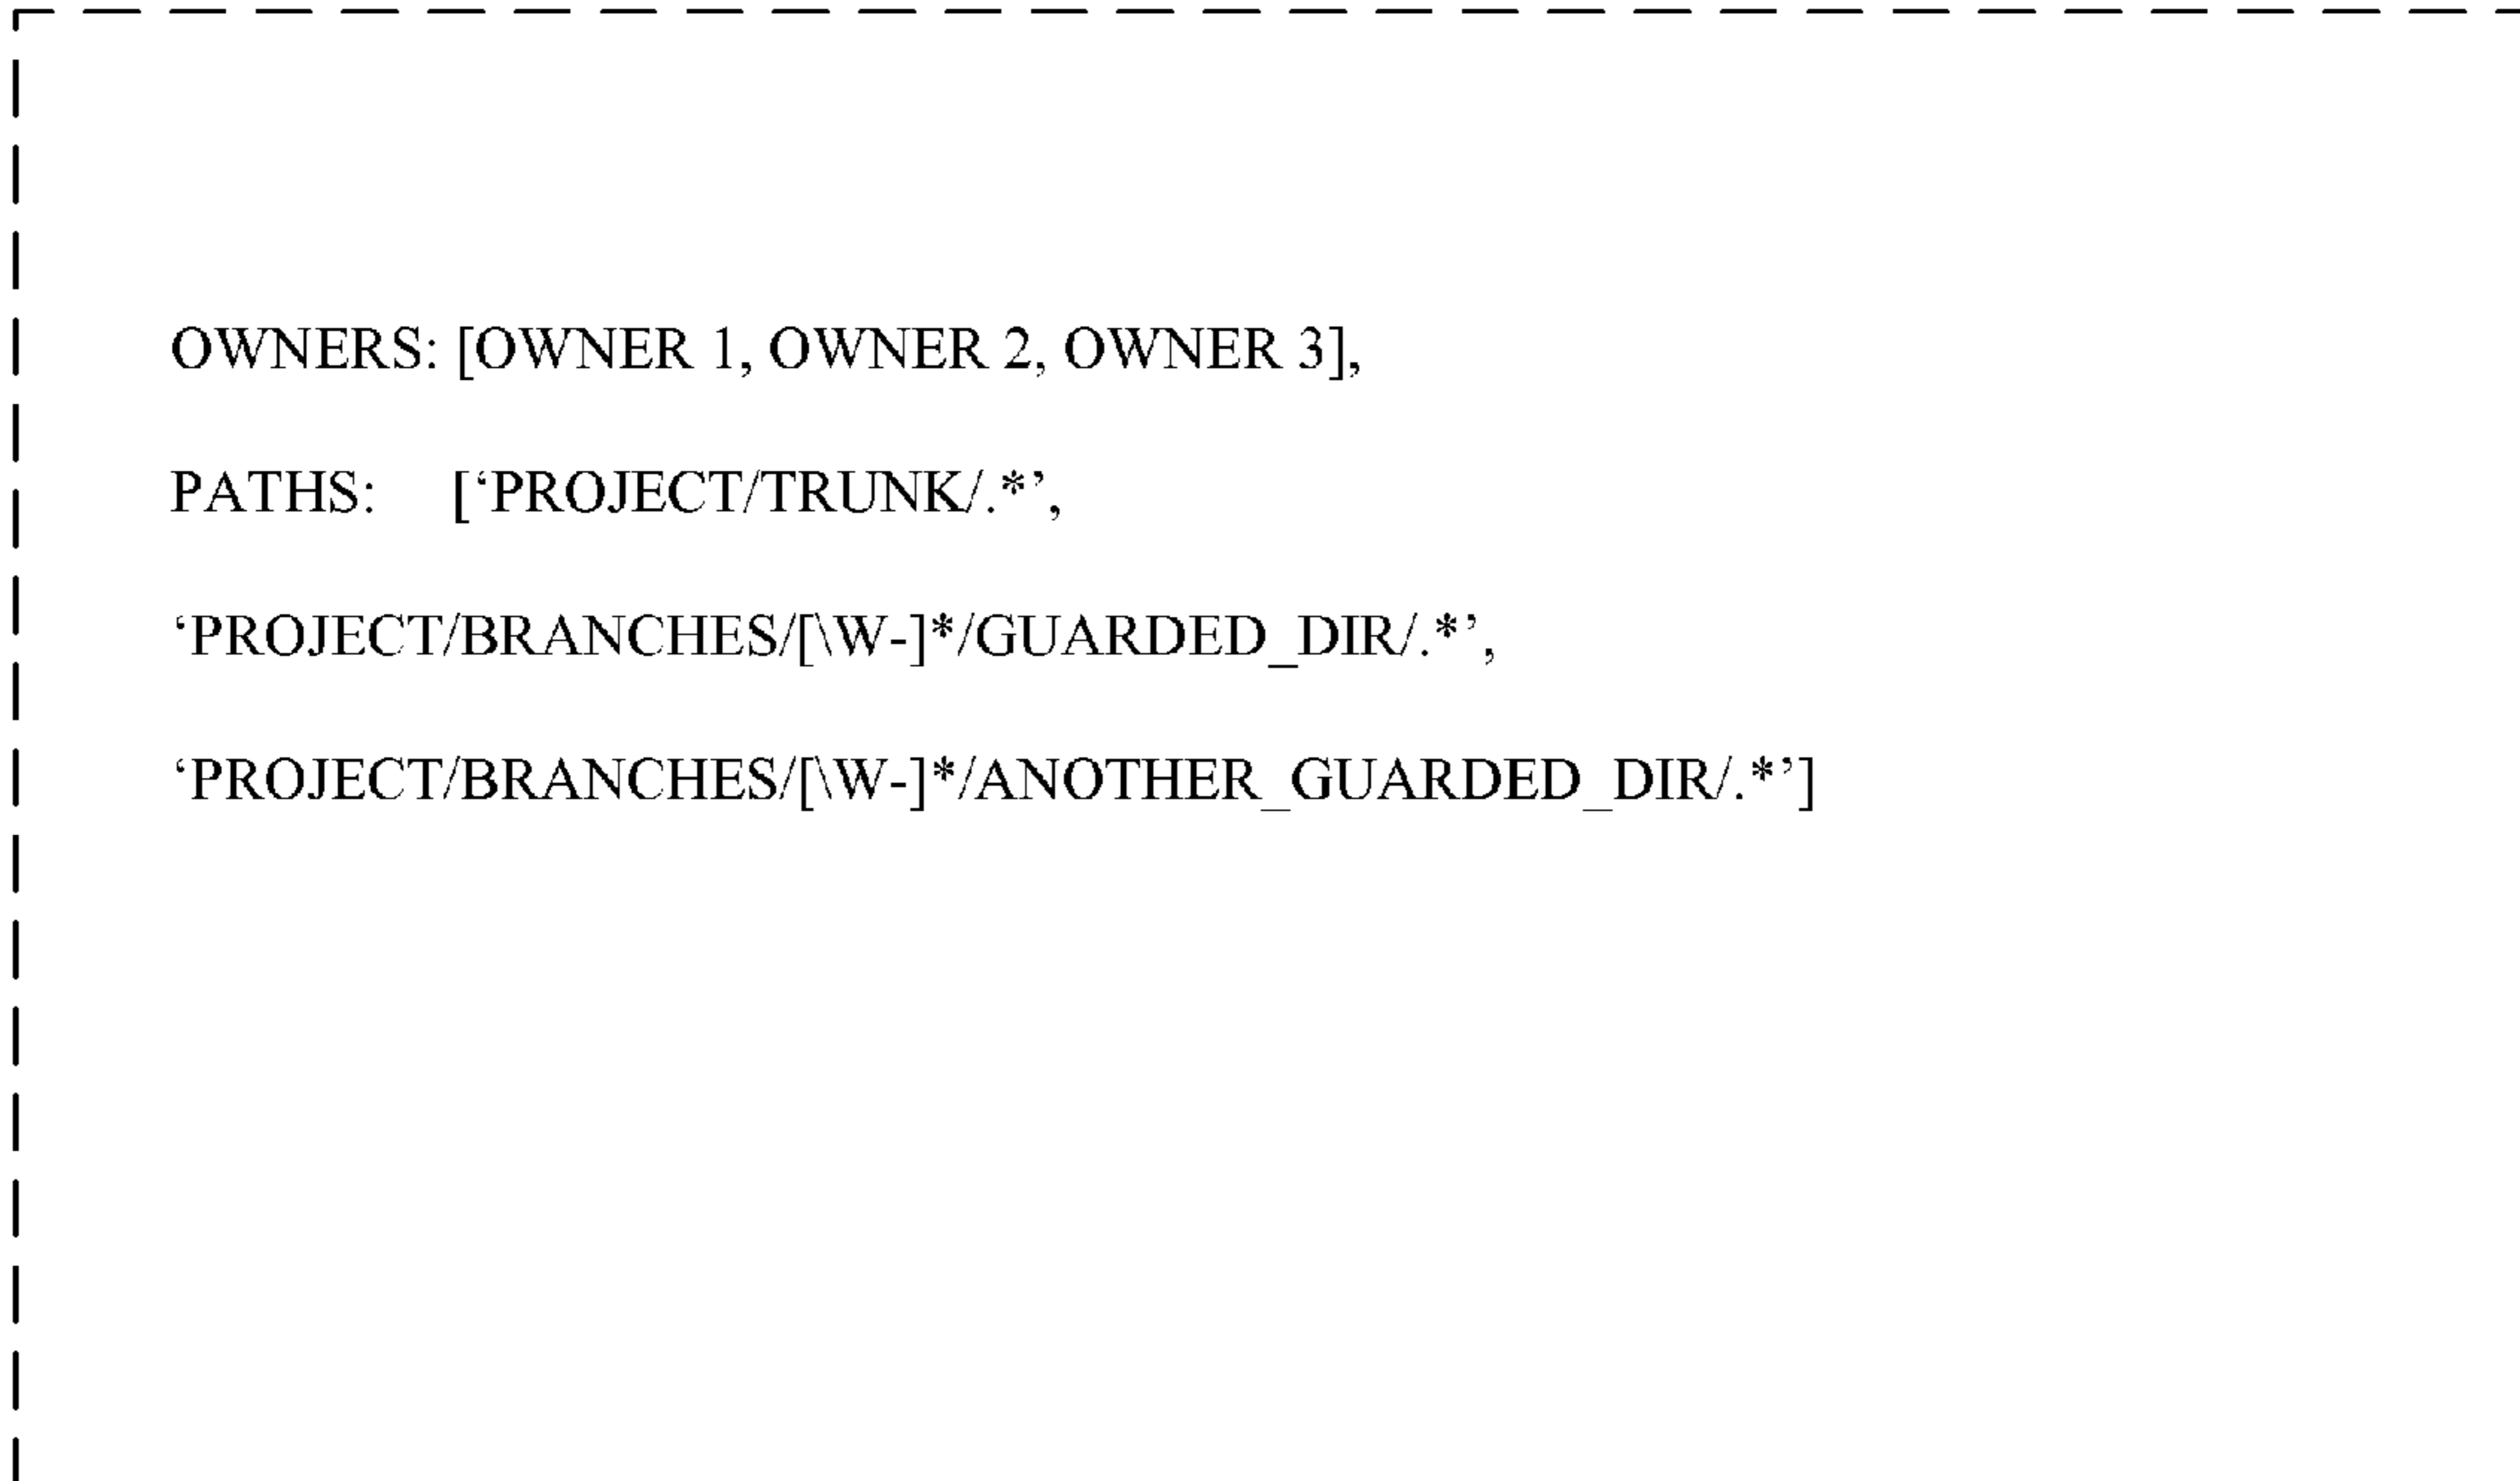 OWNERS: [OWNER 1, OWNER 2, OWNER 3],
PATHS: [‘PROJECT/TRUNK/.*’,
‘PROJECT/BRANCHES/[\W-]*/GUARDED_DIR/.*’,
‘PROJECT/BRANCHES/[\W-]*/ANOTHER_GUARDED_DIR/.*’]